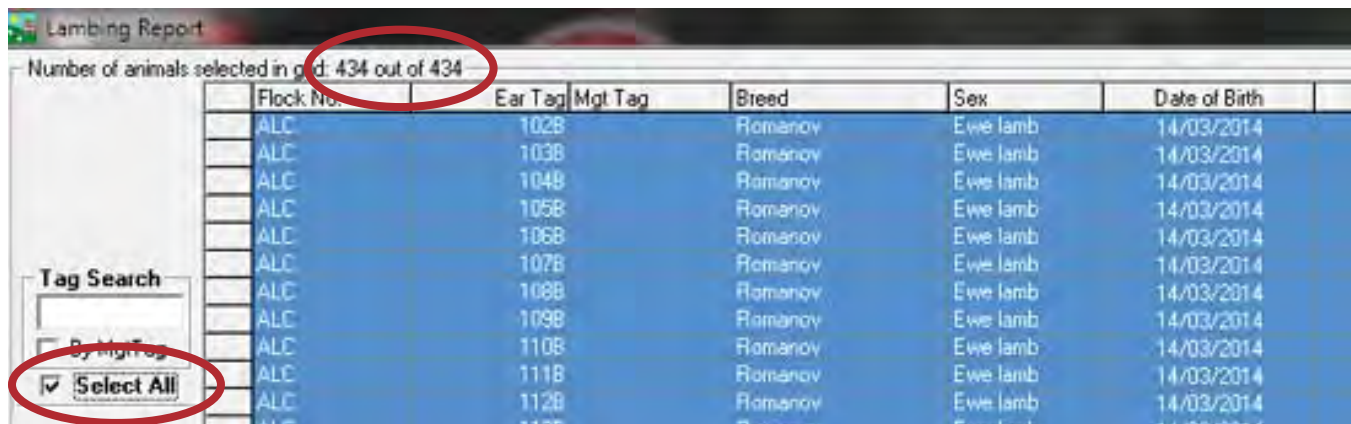 Lambing Report
Number of animals selected in grid: 434 out of 434
Flock No. Ear Tag Mgt Tag Breed Sex Date of Birth
ALC 102B Romanov Ewe lamb 14/03/2014
ALC 103B Romanov Ewe lamb 14/03/2014
ALC 104B Romanov Ewe lamb 14/03/2014
ALC 105B Romanov Ewe lamb 14/03/2014
ALC 106B Romanov Ewe lamb 14/03/2014
ALC 107B Romanov Ewe lamb 14/03/2014
Tag Search
ALC 108B Romanov Ewe lamb 14/03/2014
ALC 109B Romanov Ewe lamb 14/03/2014
By MgtTag
ALC 110B Romanov Ewe lamb 14/03/2014
Select All
ALC 111B Romanov Ewe lamb 14/03/2014
ALC 112B Romanov Ewe lamb 14/03/2014